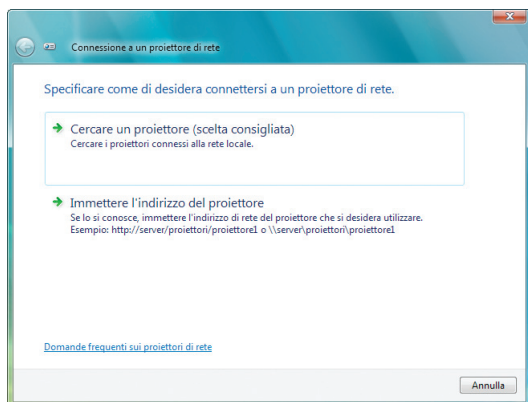 Connessione a un proiettore di rete
Specificare come di desidera connettersi a un proiettore di rete.
Cercare un proiettore (scelta consigliata)
Cercare i proiettori connessi alla rete locale.
Immettere l'indirizzo del proiettore
Se lo si conosce, immettere l'indirizzo di rete del proiettore che si desidera utilizzare.
Esempio: http://server/proiettori/proiettore1 o \\server\proiettori\proiettore1
Domande frequenti sui proiettori di rete
Annulla